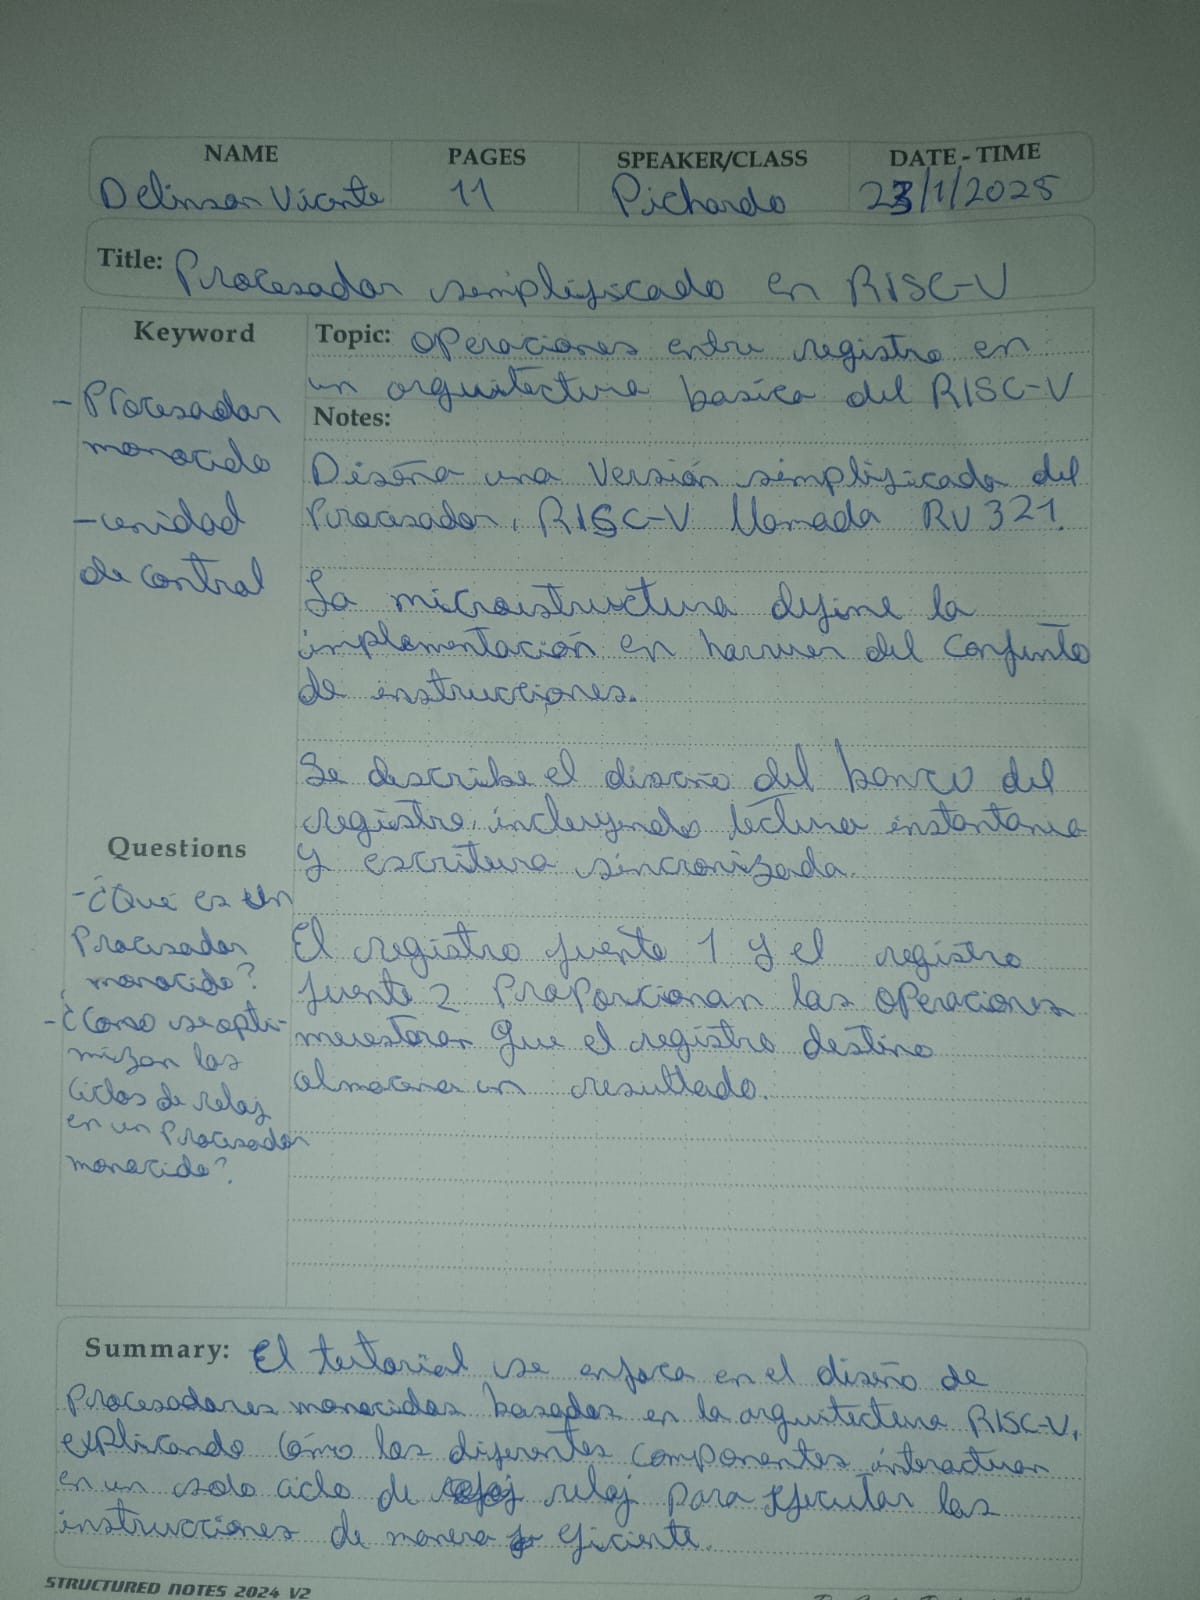 NAME PAGES SPEAKER/CLASS DATE - TIME
Delinson Vicente 11 Pichardo 23/1/2025
Title: Procesador simplificado en RISC-V
Keyword
- Procesador
monociclo
- unidad
de control
Topic: Operaciones entre registro en
un arquitectura basica del RISC-V
Notes:
Diseña una versión simplificada del
Procesador, RISC-V llamada RV321.
La microestructura define la
implementación en del conjunto
de instrucciones.
Se describe el diseño del banco del
registro, incluyendo lectura instantanea
y escritura sincronizada.
El registro fuente 1 y el registro
fuente 2 Proporcionan las operaciones
que el registro destino
almacena un resultado.
Questions
- ¿Qué es un
Procesador
monociclo?
- ¿Cómo se opti-
mizan los
ciclos de reloj
en un Procesador
monociclo?
Summary: El tutorial se enfoca en el diseño de
Procesadores monociclos basados en la arquitectura RISC-V,
explicando cómo los diferentes componentes interactuan
en un solo ciclo de reloj para ejecutar las
instrucciones de manera eficiente.
STRUCTURED NOTES 2024 V2